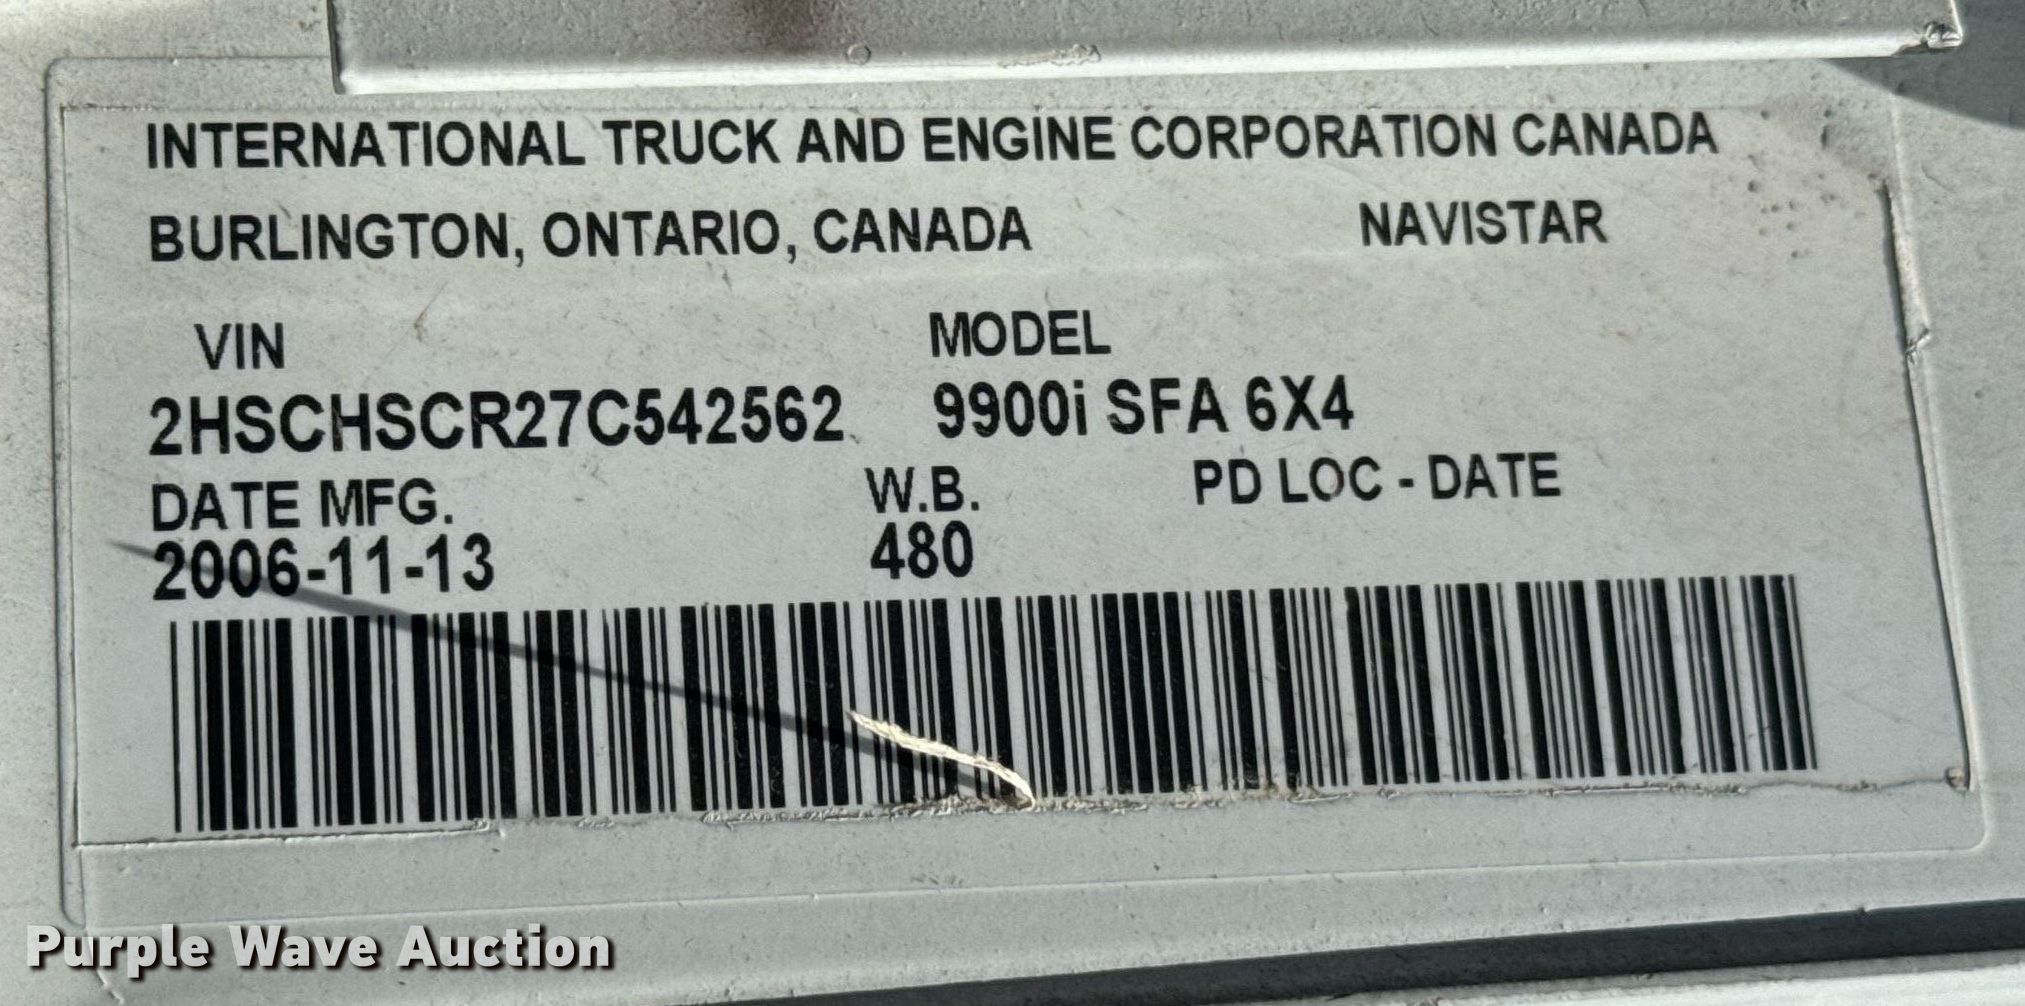 INTERNATIONAL TRUCK AND ENGINE CORPORATION CANADA
BURLINGTON, ONTARIO, CANADA NAVISTAR
VIN MODEL
2HSCHSCR27C542562 9900i SFA 6X4
DATE MFG. W.B. PD LOC - DATE
2006-11-13 480
Purple Wave Auction